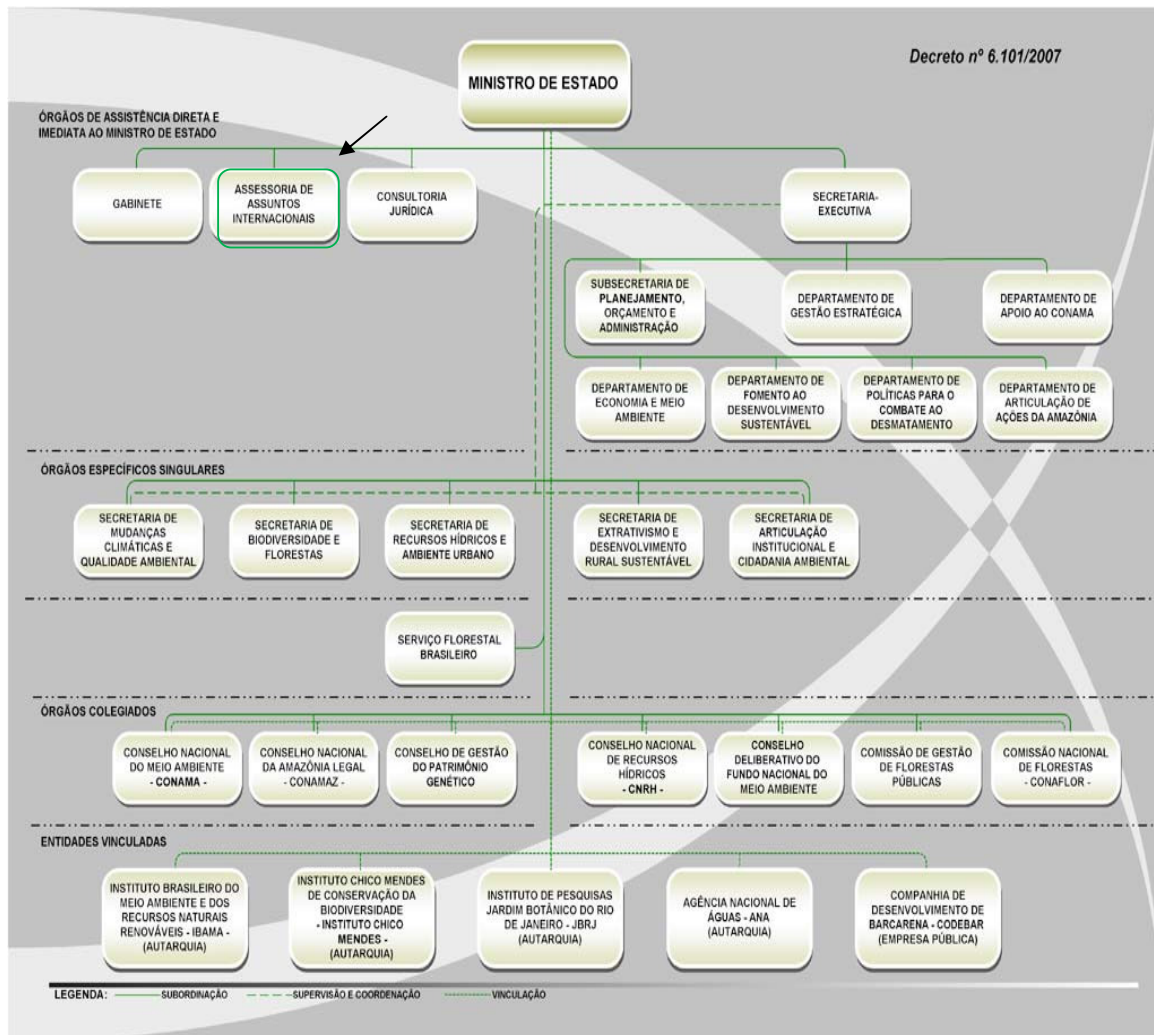 Decreto nº 6.101/2007
MINISTRO DE ESTADO
ÓRGÃOS DE ASSISTÊNCIA DIRETA E
IMEDIATA AO MINISTRO DE ESTADO
GABINETE
ASSESSORIA DE
ASSUNTOS
INTERNACIONAIS
CONSULTORIA
JURÍDICA
SECRETARIA-
EXECUTIVA
SUBSECRETARIA DE
PLANEJAMENTO,
ORÇAMENTO E
ADMINISTRAÇÃO
DEPARTAMENTO DE
GESTÃO ESTRATÉGICA
DEPARTAMENTO DE
APOIO AO CONAMA
DEPARTAMENTO DE
ECONOMIA E MEIO
AMBIENTE
DEPARTAMENTO DE
FOMENTO AO
DESENVOLVIMENTO
SUSTENTÁVEL
DEPARTAMENTO DE
POLÍTICAS PARA O
COMBATE AO
DESMATAMENTO
DEPARTAMENTO DE
ARTICULAÇÃO DE
AÇÕES DA AMAZÔNIA
ÓRGÃOS ESPECÍFICOS SINGULARES
SECRETARIA DE
MUDANÇAS
CLIMÁTICAS E
QUALIDADE AMBIENTAL
SECRETARIA DE
BIODIVERSIDADE E
FLORESTAS
SECRETARIA DE
RECURSOS HÍDRICOS E
AMBIENTE URBANO
SECRETARIA DE
EXTRATIVISMO E
DESENVOLVIMENTO
RURAL SUSTENTÁVEL
SECRETARIA DE
ARTICULAÇÃO
INSTITUCIONAL E
CIDADANIA AMBIENTAL
SERVIÇO FLORESTAL
BRASILEIRO
ÓRGÃOS COLEGIADOS
CONSELHO NACIONAL
DO MEIO AMBIENTE
- CONAMA -
CONSELHO NACIONAL
DA AMAZÔNIA LEGAL
- CONAMAZ -
CONSELHO DE GESTÃO
DO PATRIMÔNIO
GENÉTICO
CONSELHO NACIONAL
DE RECURSOS
HÍDRICOS
- CNRH -
CONSELHO
DELIBERATIVO DO
FUNDO NACIONAL DO
MEIO AMBIENTE
COMISSÃO DE GESTÃO
DE FLORESTAS
PÚBLICAS
COMISSÃO NACIONAL
DE FLORESTAS
- CONAFLOR -
ENTIDADES VINCULADAS
INSTITUTO BRASILEIRO DO
MEIO AMBIENTE E DOS
RECURSOS NATURAIS
RENOVÁVEIS - IBAMA -
(AUTARQUIA)
INSTITUTO CHICO MENDES
DE CONSERVAÇÃO DA
BIODIVERSIDADE
- INSTITUTO CHICO
MENDES -
(AUTARQUIA)
INSTITUTO DE PESQUISAS
JARDIM BOTÂNICO DO RIO
DE JANEIRO - JBRJ
(AUTARQUIA)
AGÊNCIA NACIONAL DE
ÁGUAS - ANA
(AUTARQUIA)
COMPANHIA DE
DESENVOLVIMENTO DE
BARCARENA - CODEBAR
(EMPRESA PÚBLICA)
LEGENDA: SUBORDINAÇÃO SUPERVISÃO E COORDENAÇÃO VINCULAÇÃO